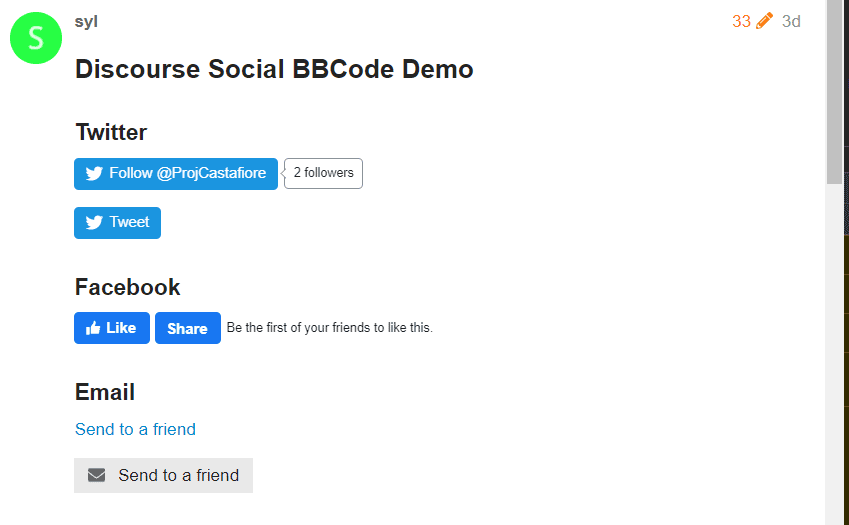 S
syl
33 3d
Discourse Social BBCode Demo
Twitter
Follow @ProjCastafiore 2 followers
Tweet
Facebook
Like Share Be the first of your friends to like this.
Email
Send to a friend
Send to a friend